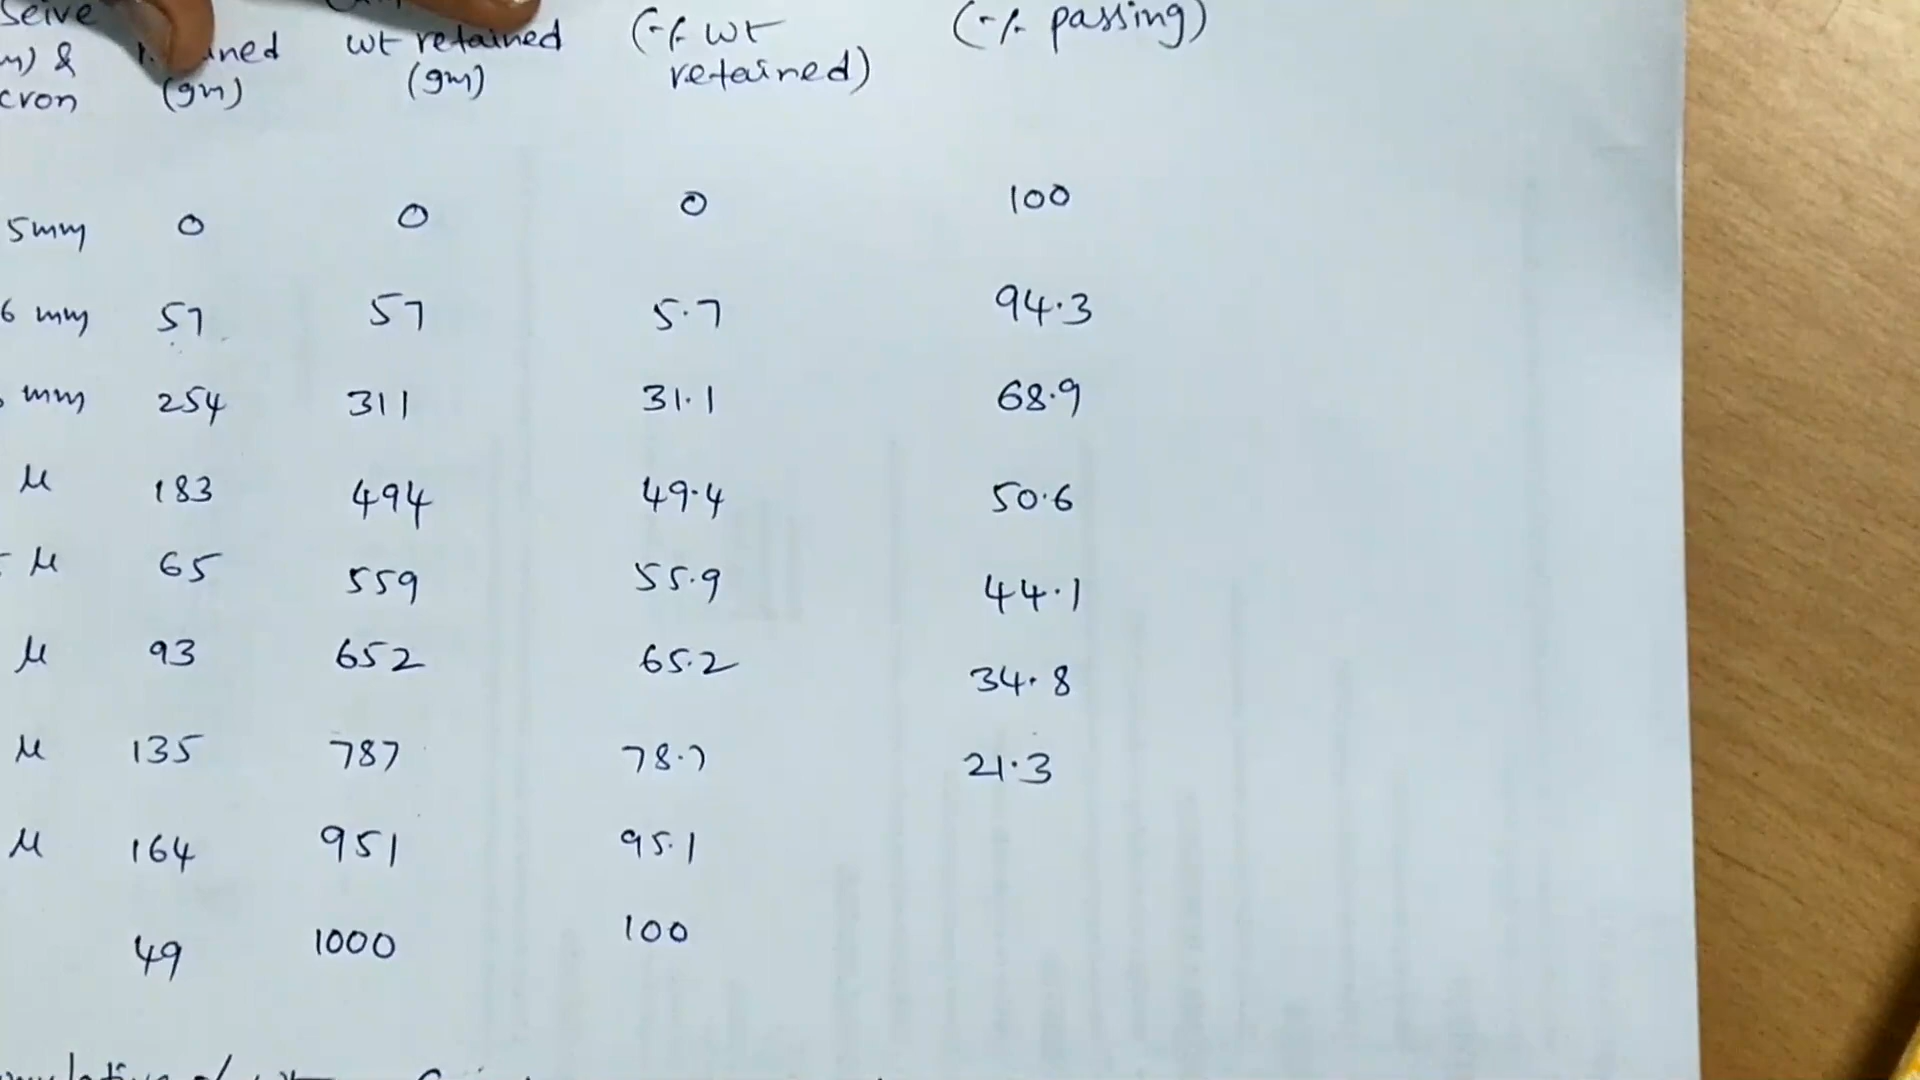 Seive (-/. wt (-/. passing)
m) & ined wt retained retained)
cron (gm) (gm)
5mm 0 0 0 100
6 mm 57 57 5.7 94.3
mm 254 311 31.1 68.9
μ 183 494 49.4 50.6
μ 65 559 55.9 44.1
μ 93 652 65.2 34.8
μ 135 787 78.7 21.3
μ 164 951 95.1
49 1000 100